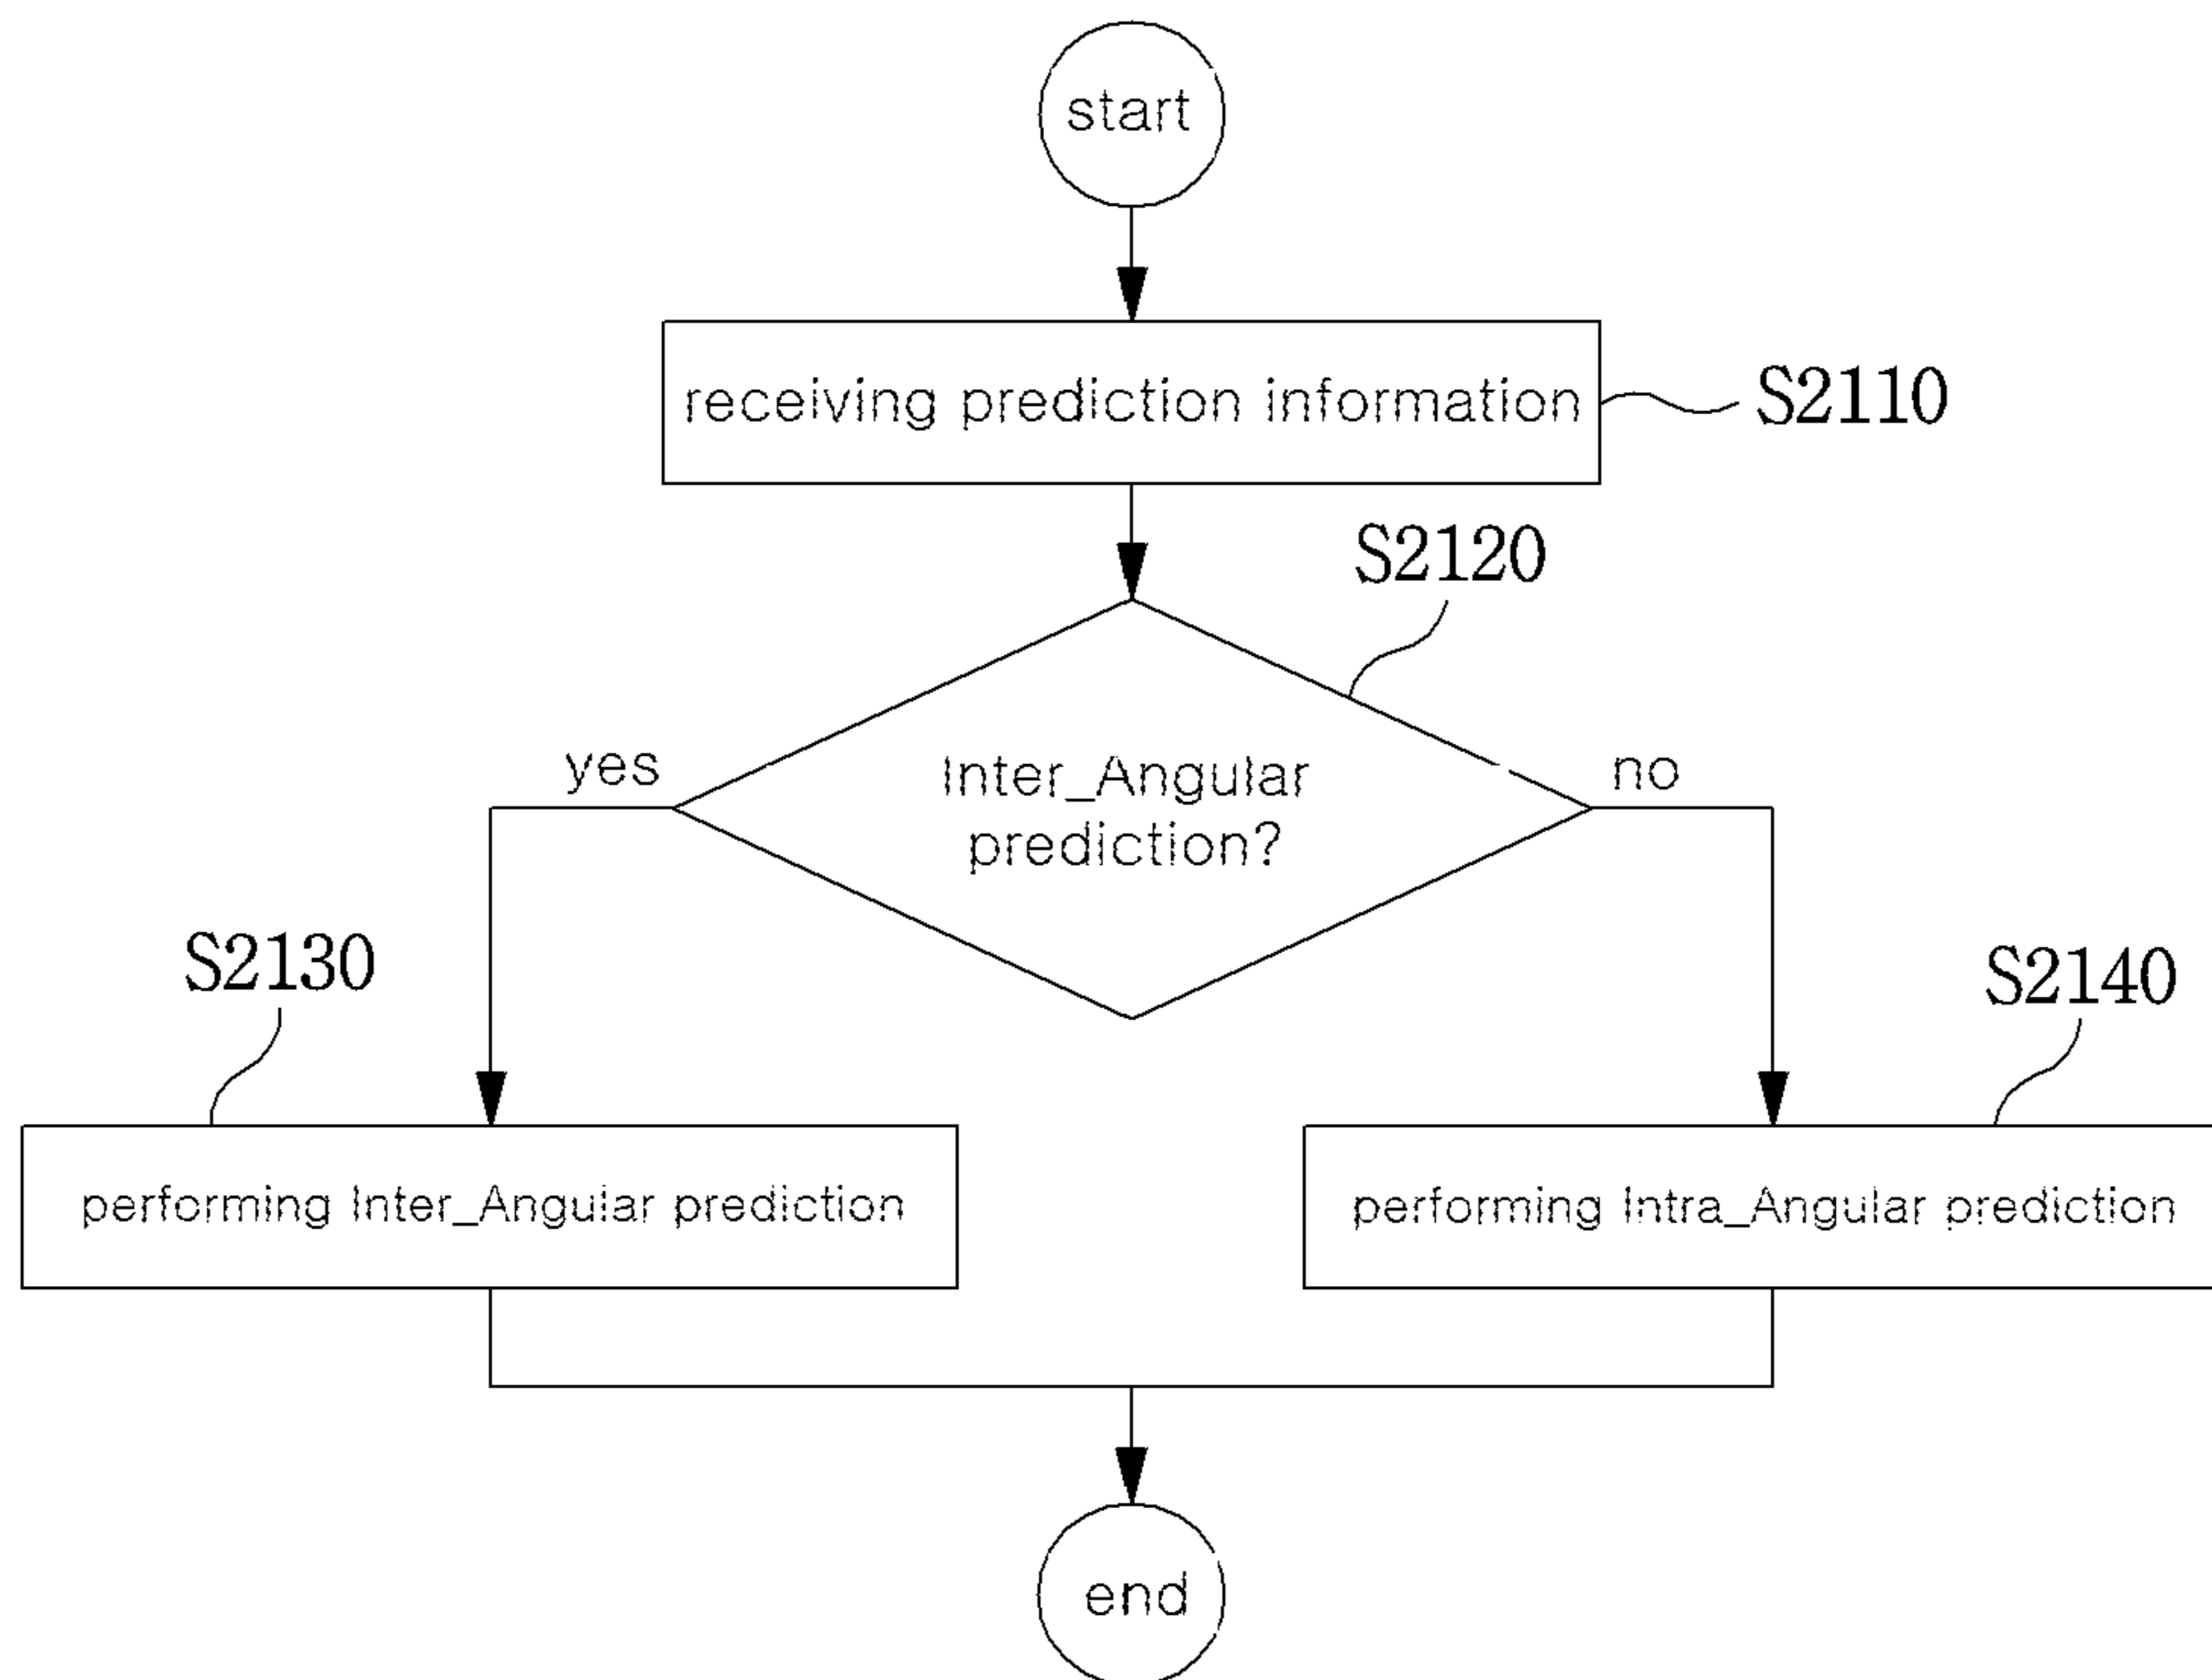 start
receiving prediction information
S2110
S2120
Inter_Angular
prediction?
yes
no
S2130
S2140
performing Inter_Angular prediction
performing Intra_Angular prediction
end